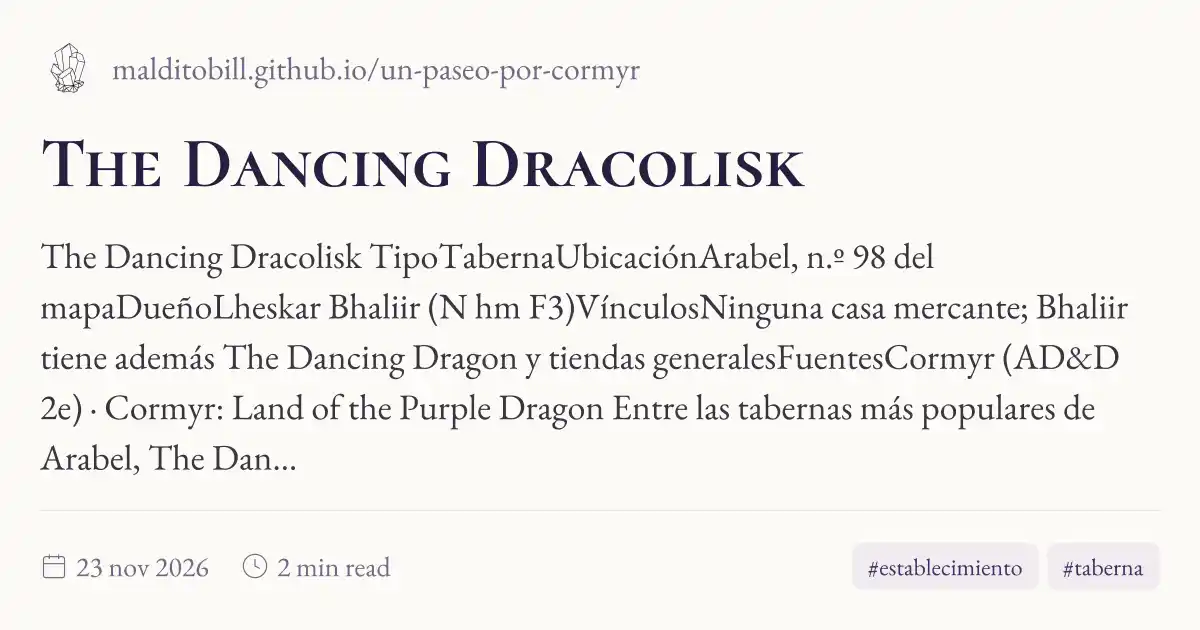 malditobill.github.io/un-paseo-por-cormyr
The Dancing Dracolisk
The Dancing Dracolisk TipoTabernaUbicaciónArabel, n.º 98 del
mapaDueñoLheskar Bhaliir (N hm F3)VínculosNinguna casa mercante; Bhaliir
tiene además The Dancing Dragon y tiendas generalesFuentesCormyr (AD&D
2e) · Cormyr: Land of the Purple Dragon Entre las tabernas más populares de
Arabel, The Dan...
23 nov 2026
2 min read
#establecimiento
#taberna